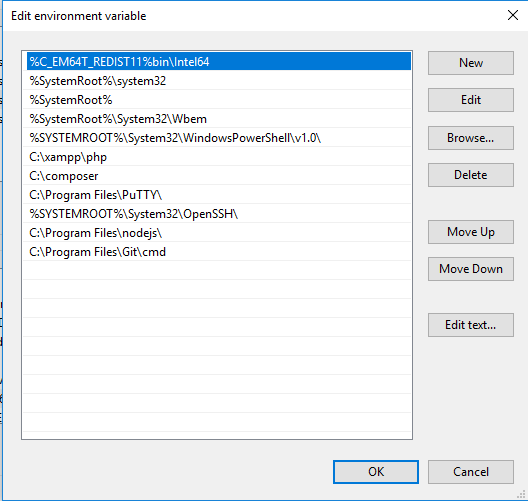 Edit environment variable
%C_EM64T_REDIST11%bin\Intel64
%SystemRoot%\system32
%SystemRoot%
%SystemRoot%\System32\Wbem
%SYSTEMROOT%\System32\WindowsPowerShell\v1.0\
C:\xampp\php
C:\composer
C:\Program Files\PuTTY\
%SYSTEMROOT%\System32\OpenSSH\
C:\Program Files\nodejs\
C:\Program Files\Git\cmd
New
Edit
Browse...
Delete
Move Up
Move Down
Edit text...
OK
Cancel